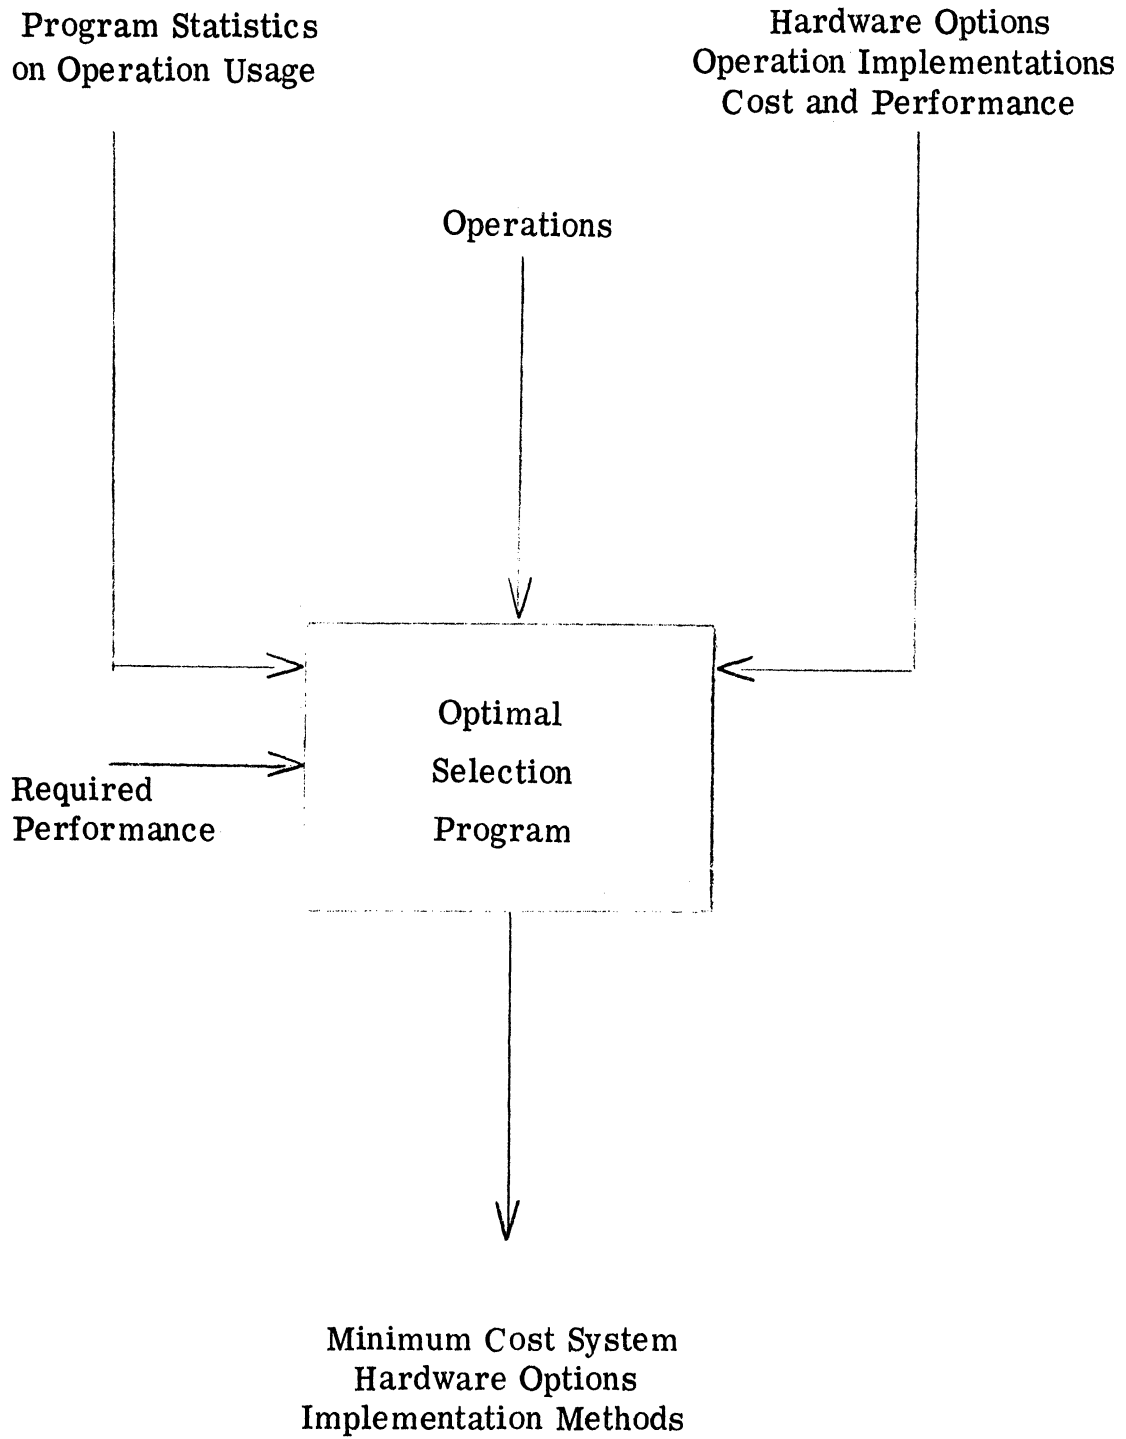 Program Statistics
on Operation Usage
Hardware Options
Operation Implementations
Cost and Performance
Operations
Optimal
Selection
Program
Required
Performance
Minimum Cost System
Hardware Options
Implementation Methods